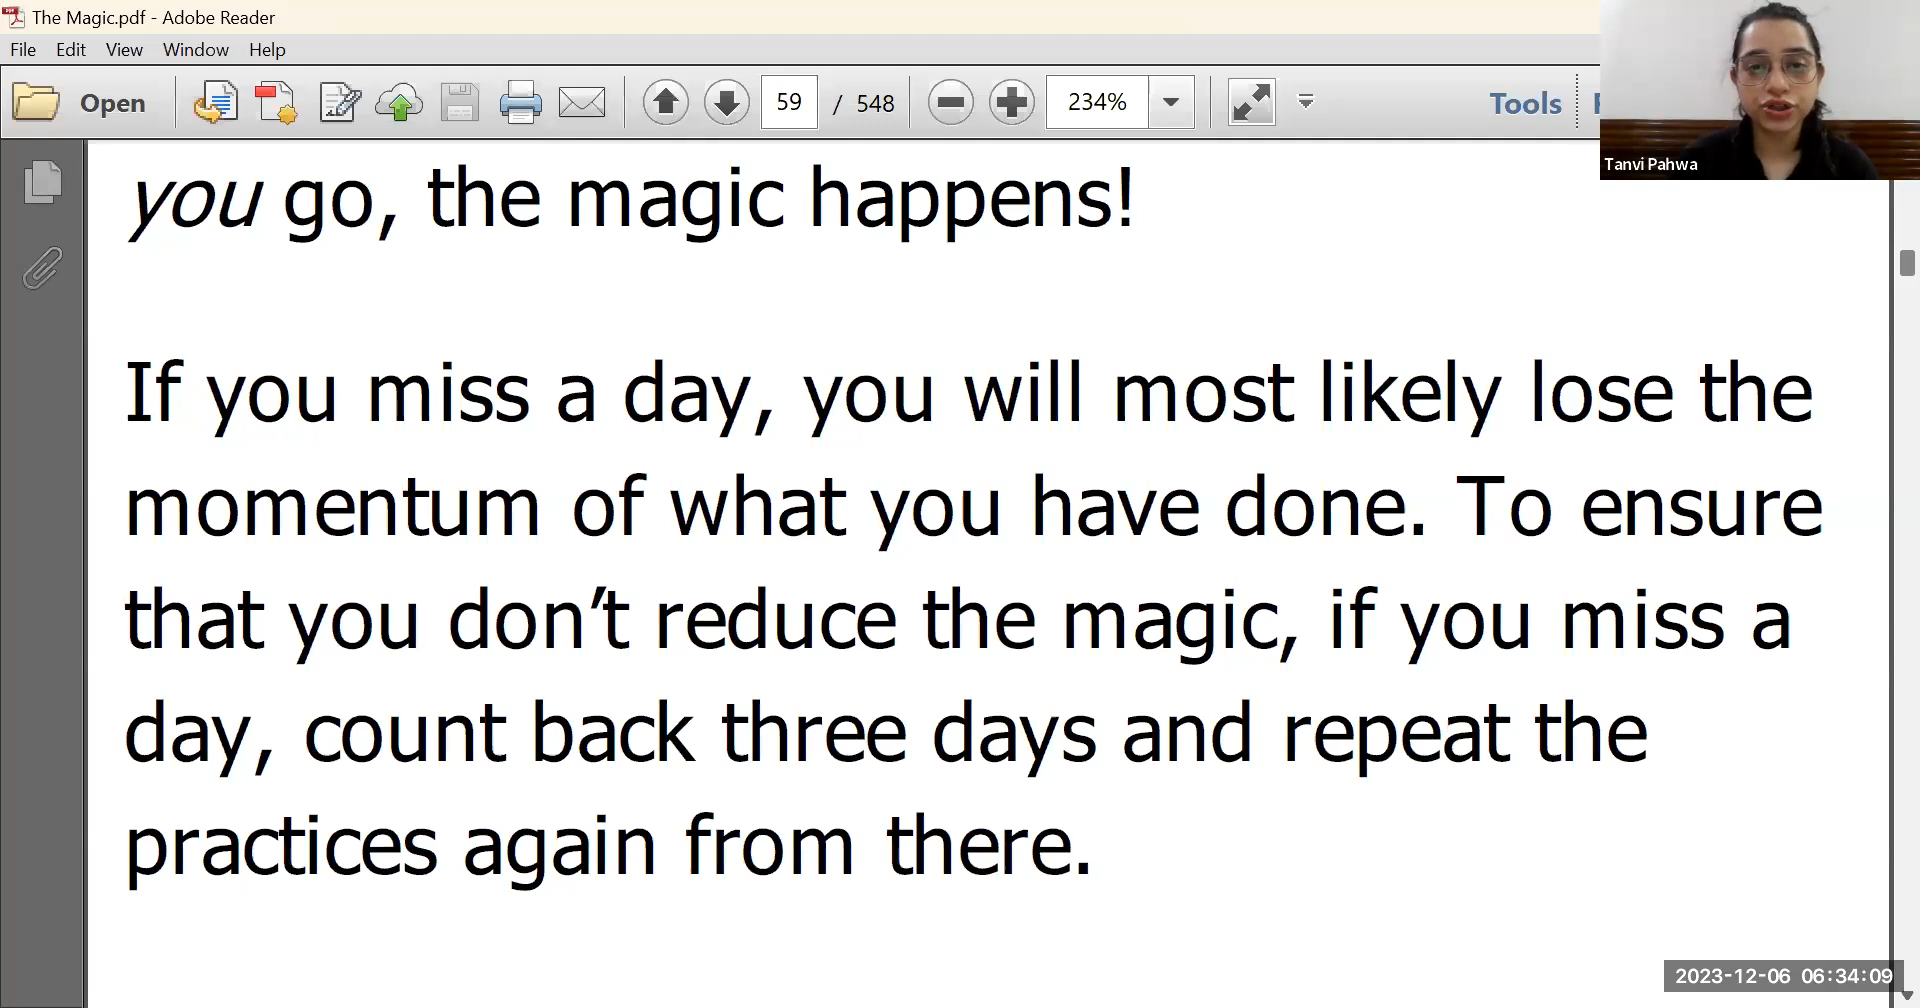 The Magic.pdf - Adobe Reader
File Edit View Window Help
Open 59 / 548 234% Tools
Tanvi Pahwa
you go, the magic happens!
If you miss a day, you will most likely lose the
momentum of what you have done. To ensure
that you don’t reduce the magic, if you miss a
day, count back three days and repeat the
practices again from there.
2023-12-06 06:34:09